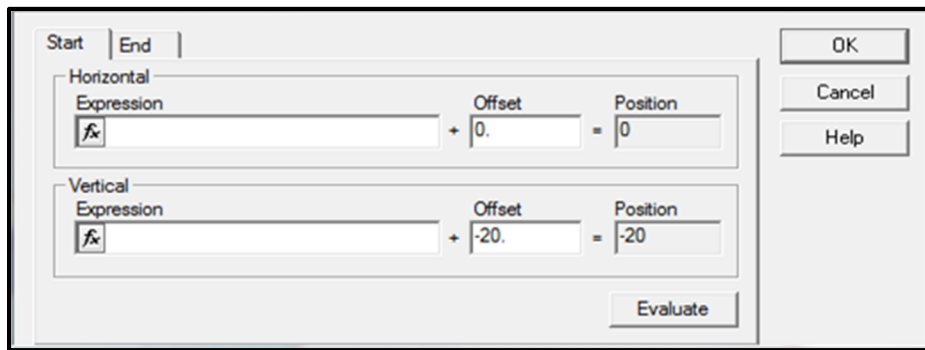 Start End OK
Horizontal
Expression Offset Position Cancel
fx + 0. = 0 Help
Vertical
Expression Offset Position
fx + -20. = -20
Evaluate